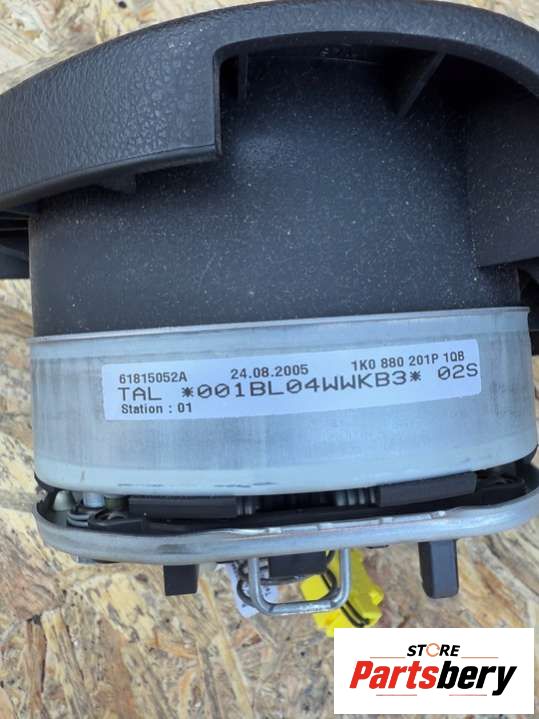 61815052A 24.08.2005 1K0 880 201P 1QB
TAL *001BL04WWKB3* 02S
Station : 01
STORE
Partsbery